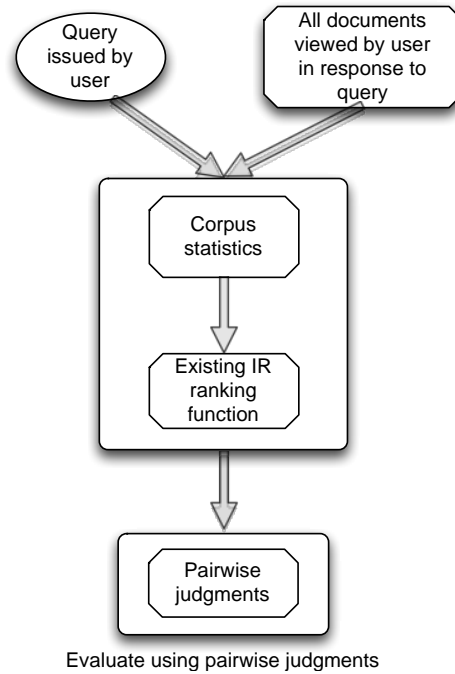 Query
issued by
user
All documents
viewed by user
in response to
query
Corpus
statistics
Existing IR
ranking
function
Pairwise
judgments
Evaluate using pairwise judgments